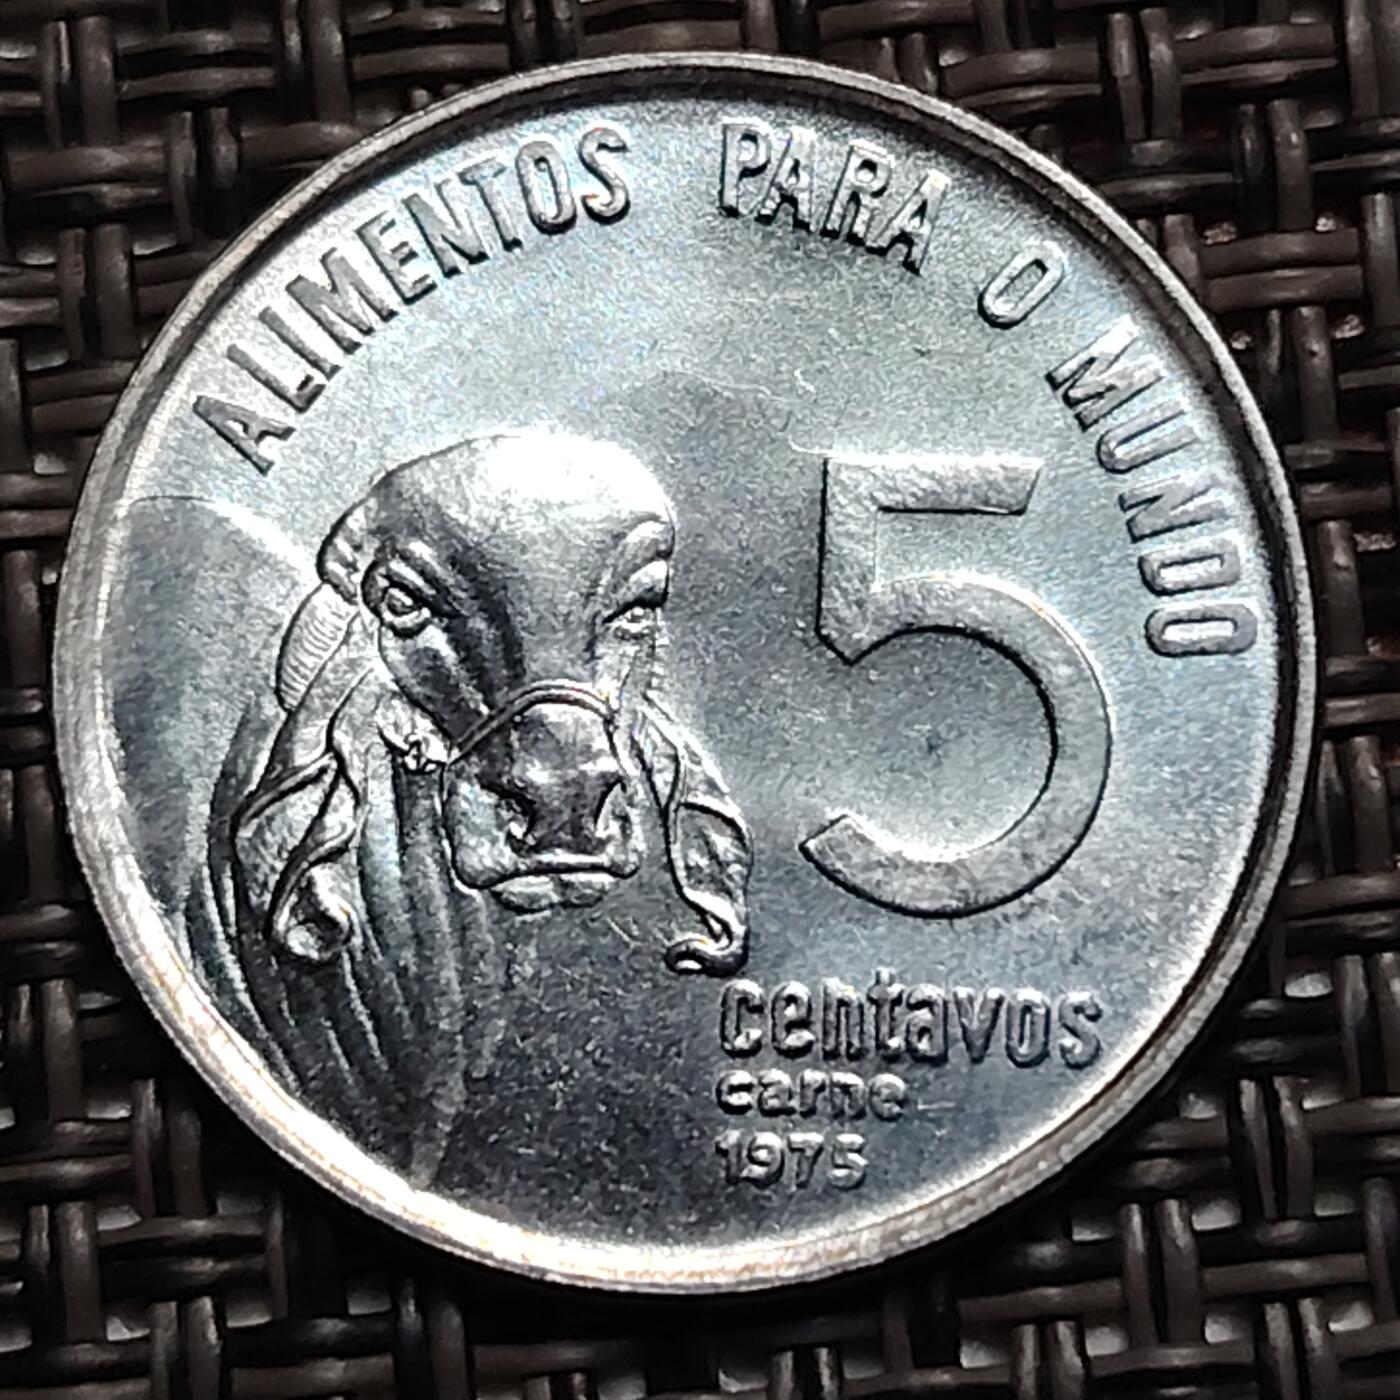 ALIMENTOS PARA O MUNDO
5
centavos
carne
1975